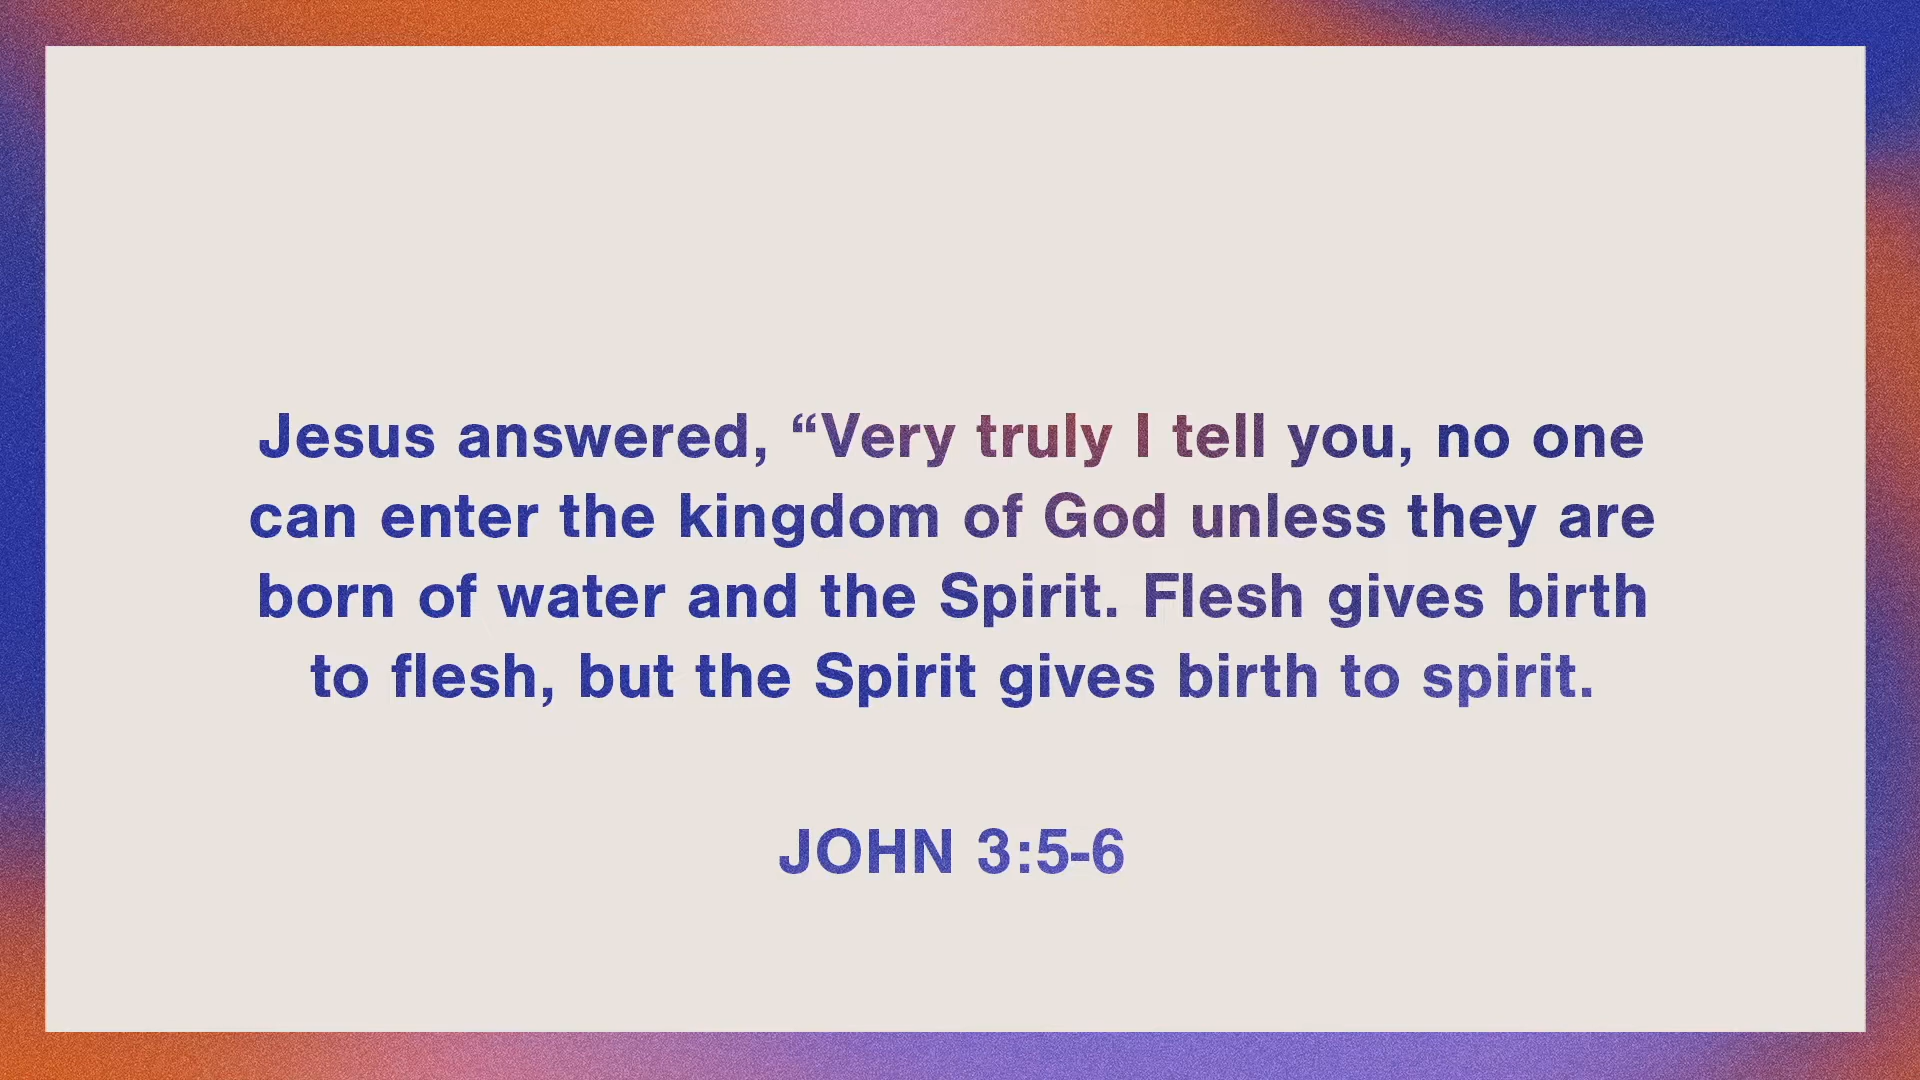 Jesus answered, “Very truly I tell you, no one
can enter the kingdom of God unless they are
born of water and the Spirit. Flesh gives birth
to flesh, but the Spirit gives birth to spirit.
JOHN 3:5-6